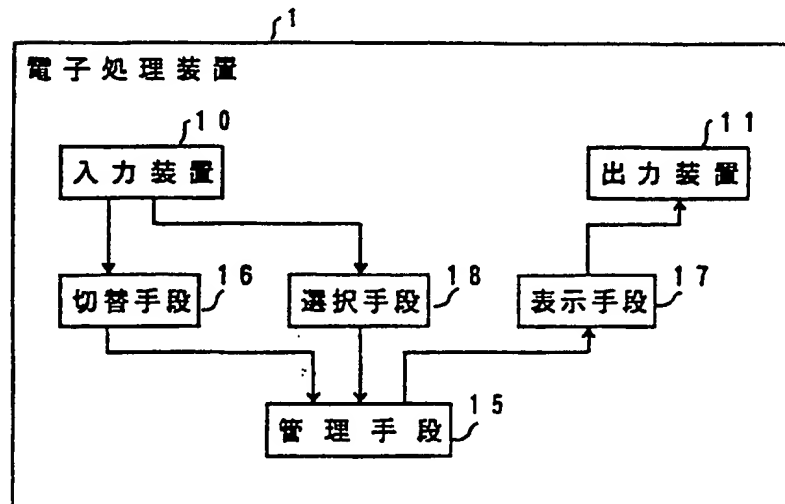 1
電子処理装置
10
入力装置
11
出力装置
16
切替手段
18
選択手段
17
表示手段
15
管理手段